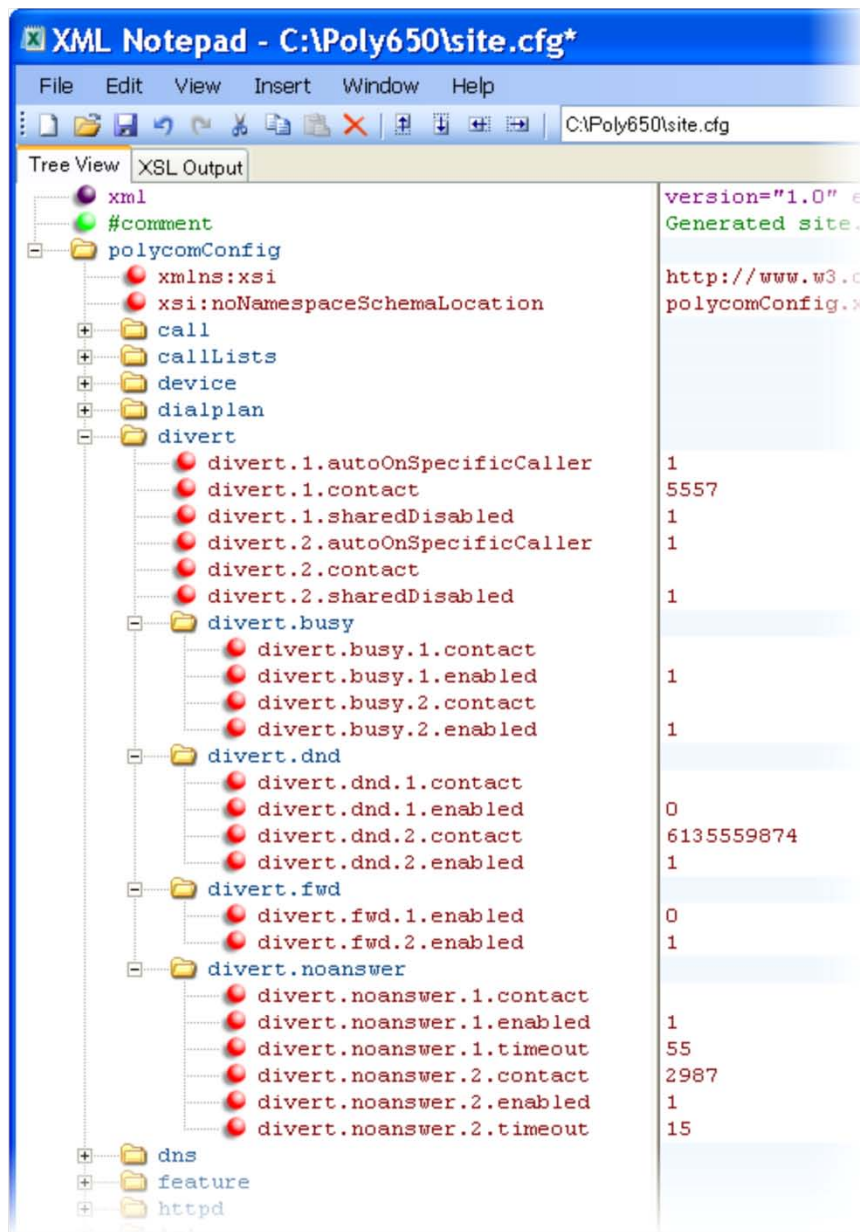 XML Notepad - C:\Poly650\site.cfg*
File Edit View Insert Window Help
C:\Poly650\site.cfg
Tree View XSL Output
xml version="1.0"
#comment Generated site.
polycomConfig
xmlns:xsi http://www.w3.
xsi:noNamespaceSchemaLocation polycomConfig.
call
callLists
device
dialplan
divert
divert.1.autoOnSpecificCaller 1
divert.1.contact 5557
divert.1.sharedDisabled 1
divert.2.autoOnSpecificCaller 1
divert.2.contact
divert.2.sharedDisabled 1
divert.busy
divert.busy.1.contact
divert.busy.1.enabled 1
divert.busy.2.contact
divert.busy.2.enabled 1
divert.dnd
divert.dnd.1.contact
divert.dnd.1.enabled 0
divert.dnd.2.contact 6135559874
divert.dnd.2.enabled 1
divert.fwd
divert.fwd.1.enabled 0
divert.fwd.2.enabled 1
divert.noanswer
divert.noanswer.1.contact
divert.noanswer.1.enabled 1
divert.noanswer.1.timeout 55
divert.noanswer.2.contact 2987
divert.noanswer.2.enabled 1
divert.noanswer.2.timeout 15
dns
feature
httpd